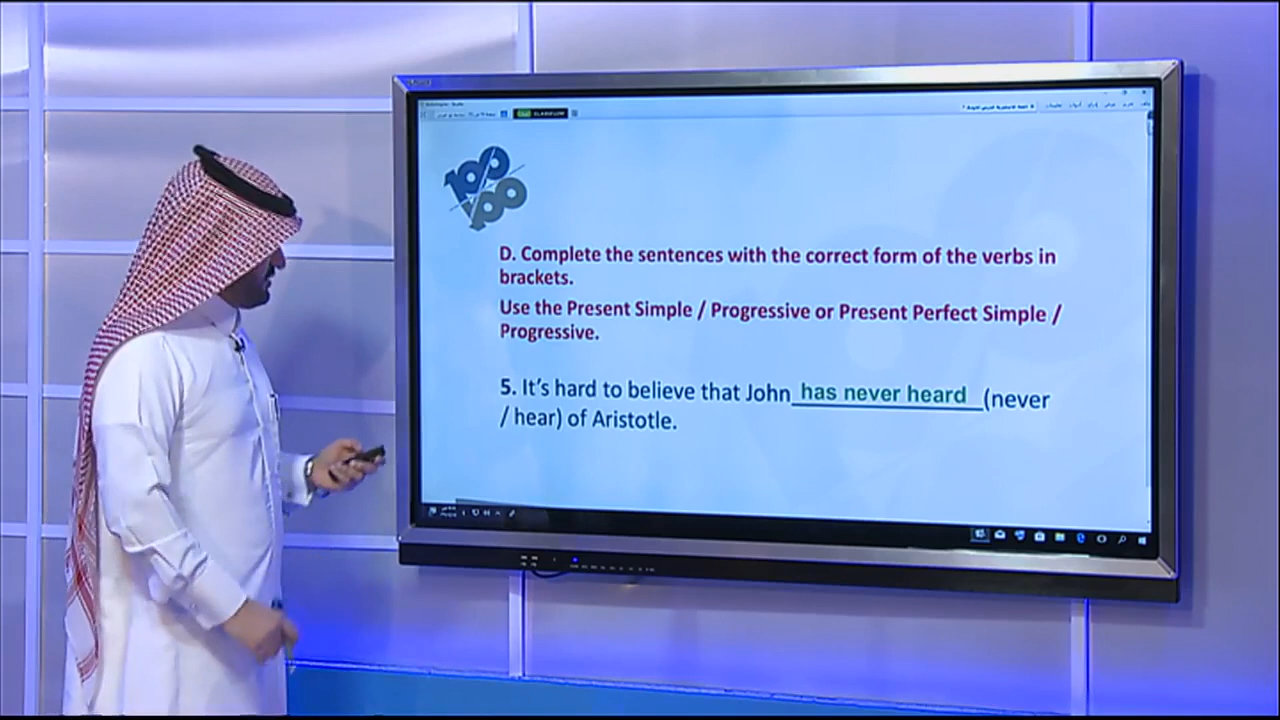 100
100
D. Complete the sentences with the correct form of the verbs in
brackets.
Use the Present Simple / Progressive or Present Perfect Simple /
Progressive.
5. It's hard to believe that John has never heard (never
/ hear) of Aristotle.